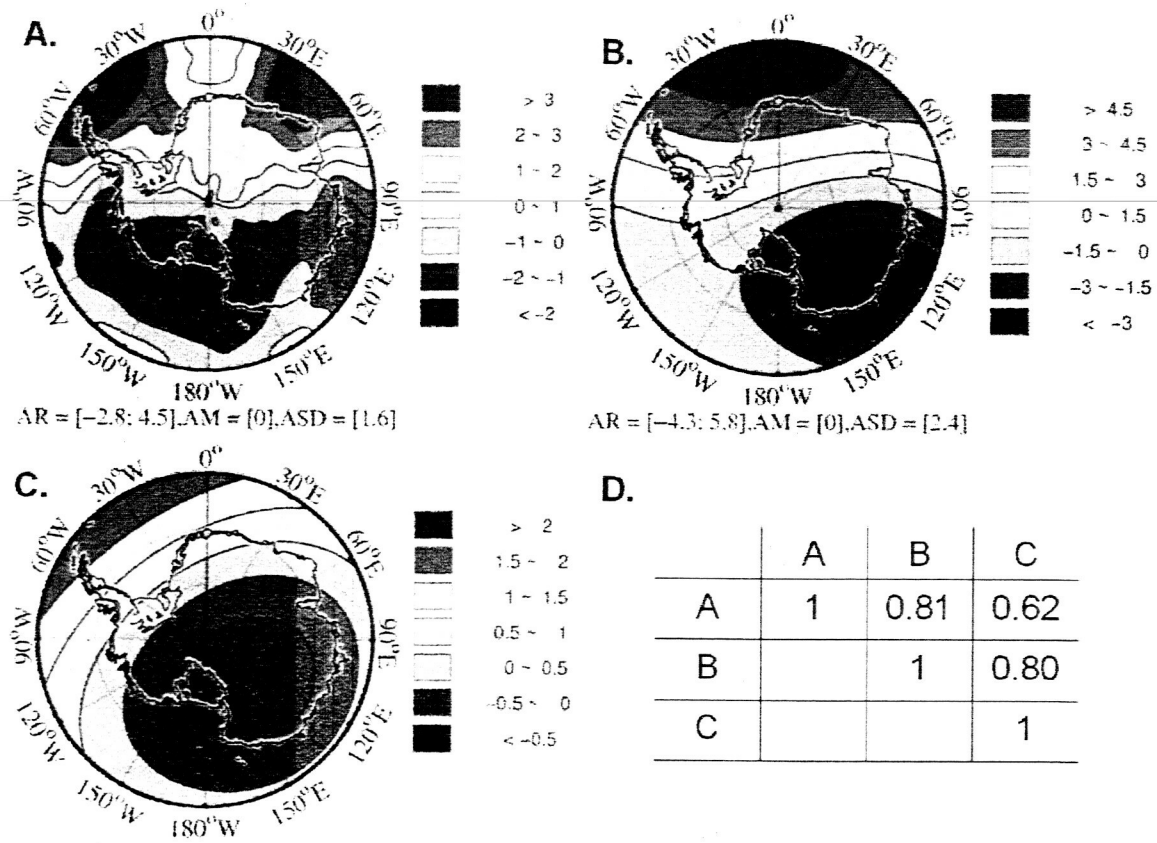 A.
0°
30°E
60°E
90°E
120°E
150°E
180°W
150°W
120°W
90°W
60°W
30°W
> 3
2 ~ 3
1 ~ 2
0 ~ 1
−1 ~ 0
−2 ~ −1
< −2
AR = [−2.8: 4.5],AM = [0],ASD = [1.6]
B.
0°
30°E
60°E
90°E
120°E
150°E
180°W
150°W
120°W
90°W
60°W
30°W
> 4.5
3 ~ 4.5
1.5 ~ 3
0 ~ 1.5
−1.5 ~ 0
−3 ~ −1.5
< −3
AR = [−4.3: 5.8],AM = [0],ASD = [2.4]
C.
0°
30°E
60°E
90°E
120°E
150°E
180°W
150°W
120°W
90°W
60°W
30°W
> 2
1.5 ~ 2
1 ~ 1.5
0.5 ~ 1
0 ~ 0.5
−0.5 ~ 0
< −0.5
D.
A B C
A 1 0.81 0.62
B 1 0.80
C 1